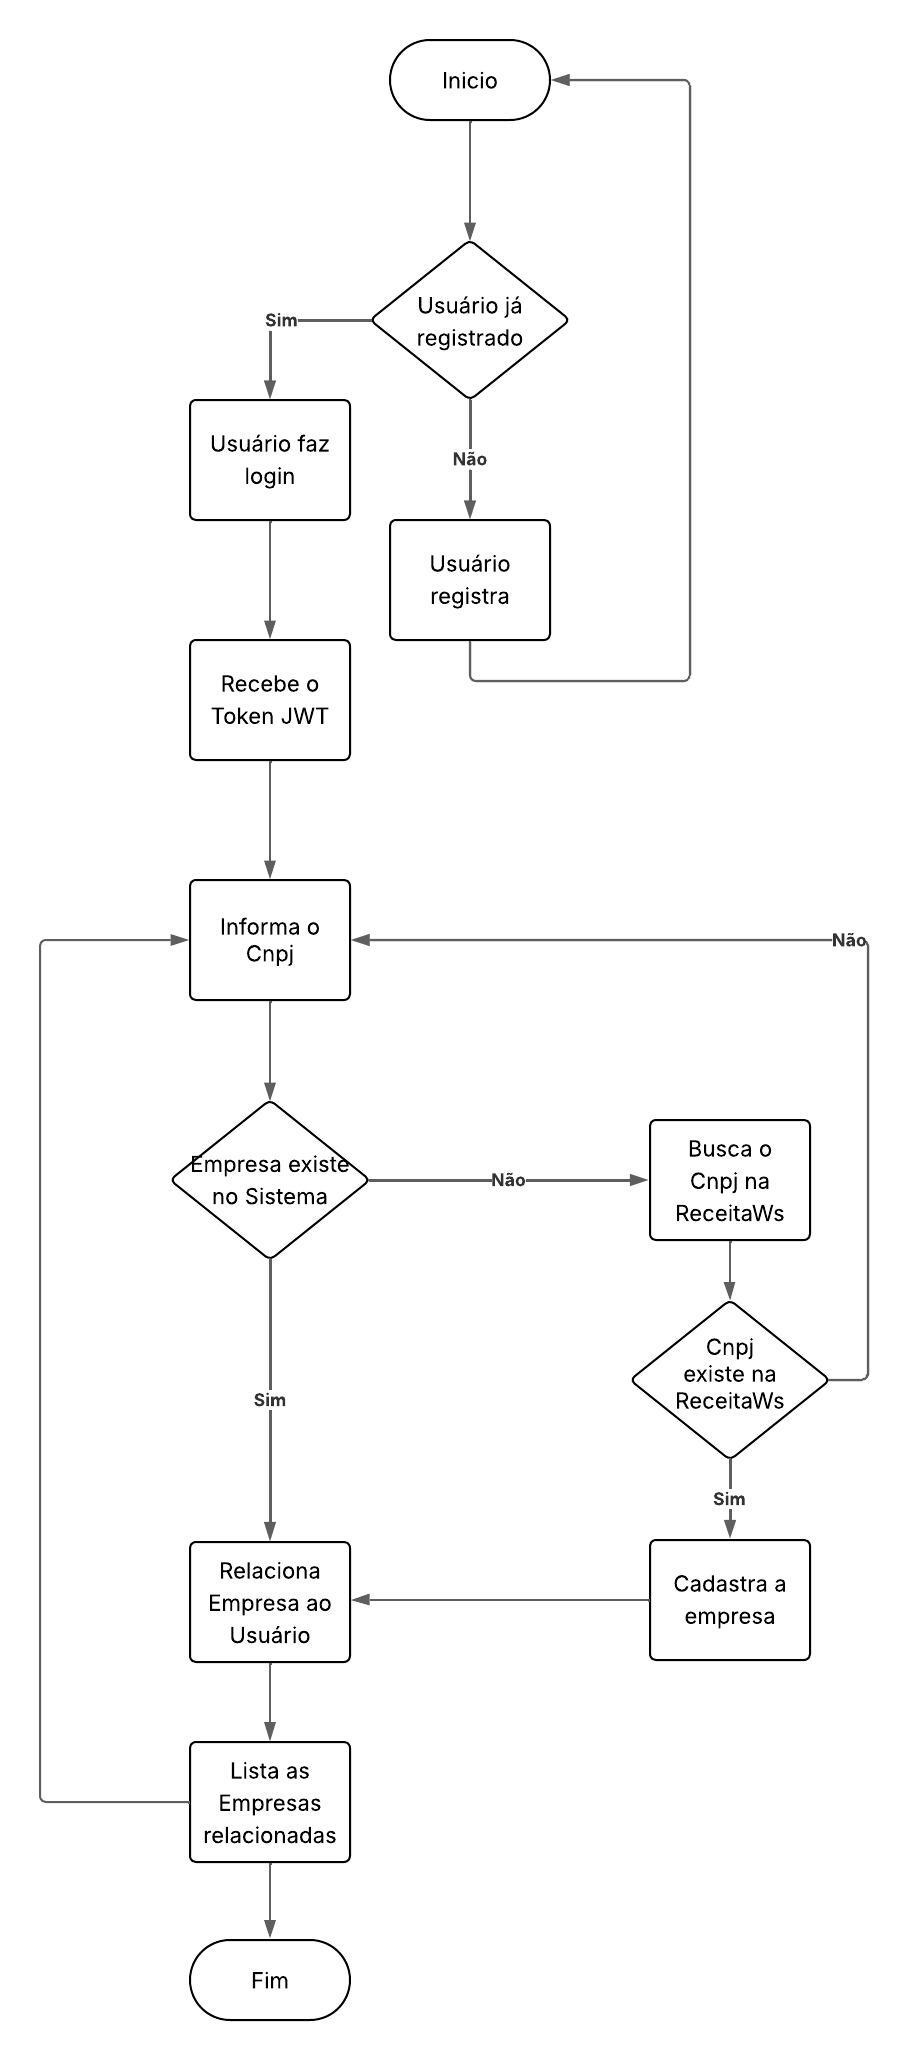 Inicio
Usuário já
registrado
Sim
Não
Usuário faz
login
Usuário
registra
Recebe o
Token JWT
Informa o
Cnpj
Não
Empresa existe
no Sistema
Não
Busca o
Cnpj na
ReceitaWs
Cnpj
existe na
ReceitaWs
Sim
Sim
Relaciona
Empresa ao
Usuário
Cadastra a
empresa
Lista as
Empresas
relacionadas
Fim